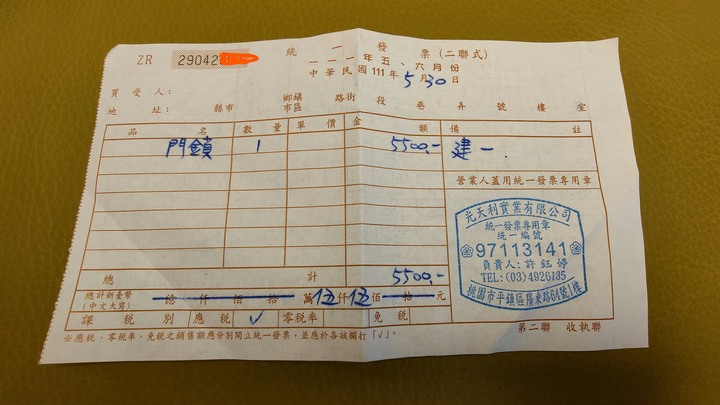 ZR 29042
統一發票(二聯式)
一一一年五、六月份
中華民國111年5月30日
買受人:
地址: 縣市 鄉鎮市區 路街 段 巷 弄 號 樓 室
品名 數量 單價 金額 備註
門鎖 1 5500.- 建一
營業人蓋用統一發票專用章
光天利實業有限公司
統一發票專用章
統一編號
97113141
負責人:許鈺婷
TEL:(03)4926135
桃園市平鎮區陽東路64號1樓
總計 5500.-
總計新臺幣(中文大寫) 億仟佰拾萬伍仟伍佰拾元
課稅別 應稅 ✓ 零稅率 免稅
第二聯 收執聯
※應稅、零稅率、免稅之銷售額應分別開立統一發票,並應於各該欄打「✓」。